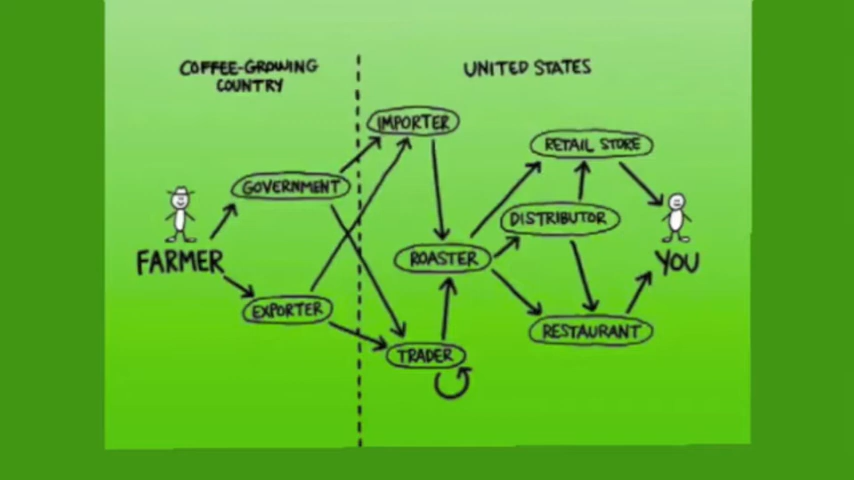 COFFEE-GROWING
COUNTRY
UNITED STATES
IMPORTER
RETAIL STORE
GOVERNMENT
DISTRIBUTOR
FARMER
ROASTER
YOU
EXPORTER
RESTAURANT
TRADER